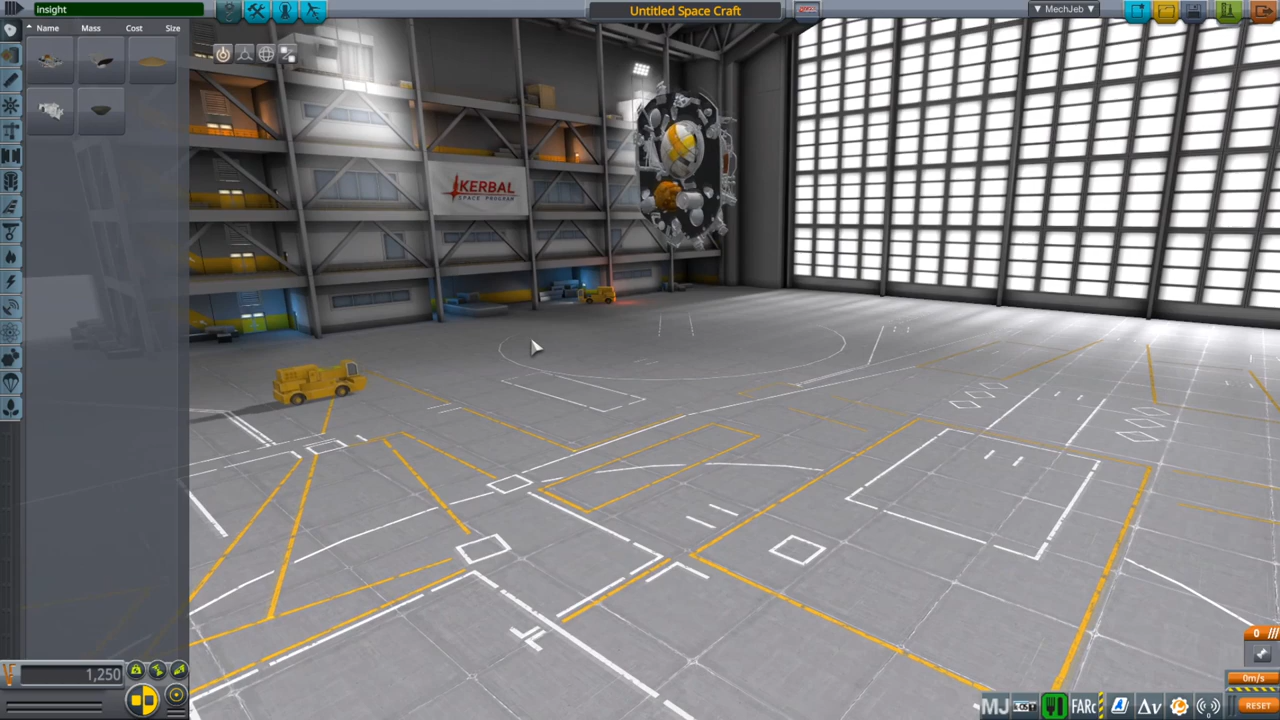 insight
Untitled Space Craft
▼ MechJeb ▼
Name Mass Cost Size
KERBAL
SPACE PROGRAM
1,250
0
0m/s
MJ FARc A Δv RESET